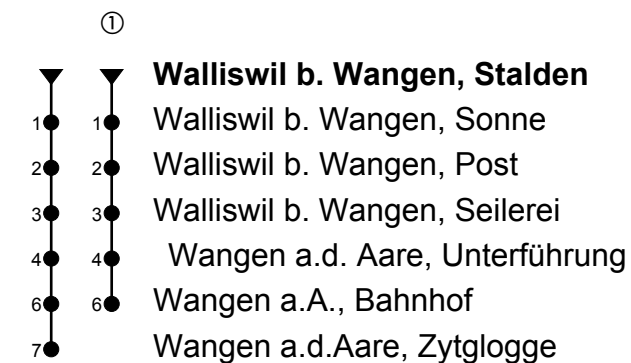 ①
Walliswil b. Wangen, Stalden
1 1 Walliswil b. Wangen, Sonne
2 2 Walliswil b. Wangen, Post
3 3 Walliswil b. Wangen, Seilerei
4 4 Wangen a.d. Aare, Unterführung
6 6 Wangen a.A., Bahnhof
7 Wangen a.d.Aare, Zytglogge